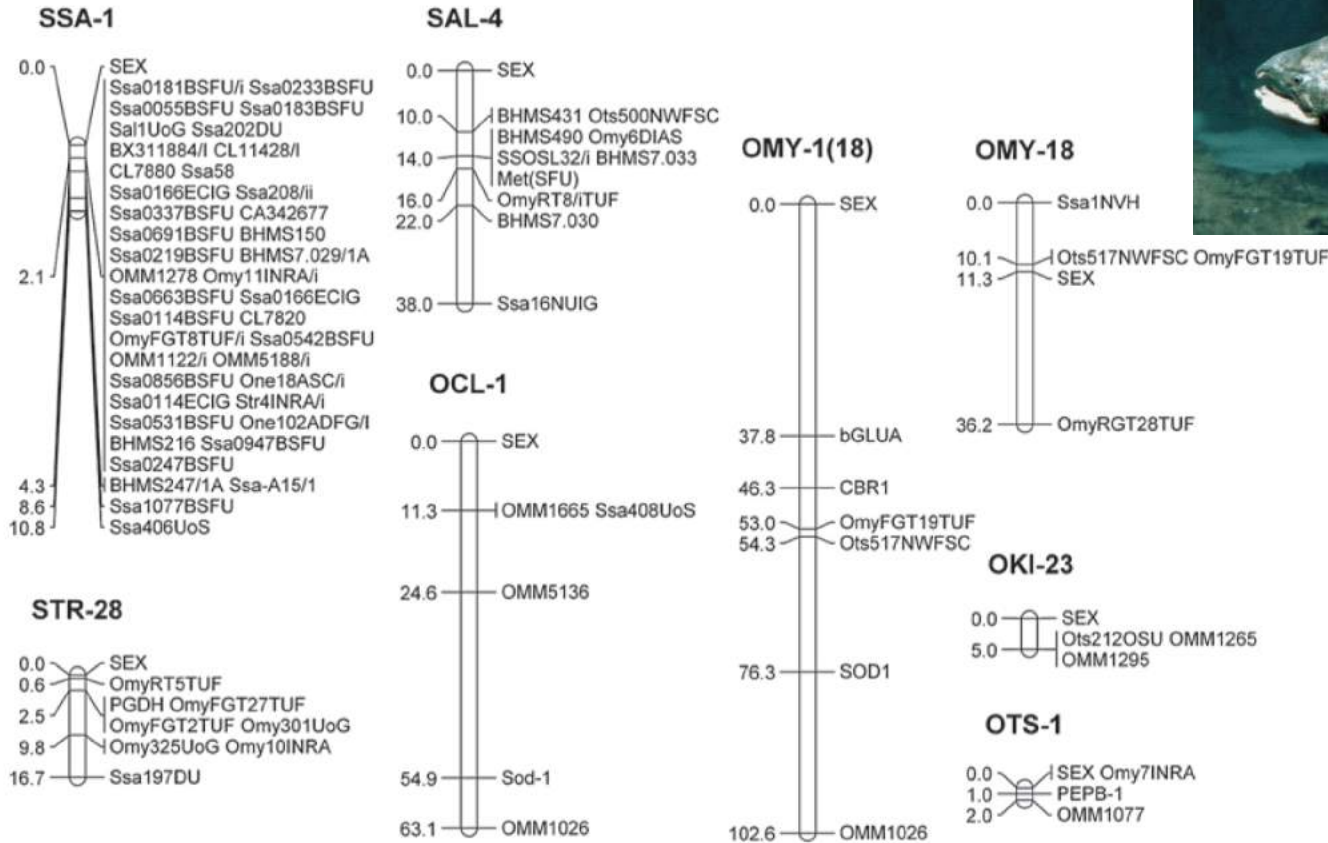 SSA-1
0.0 SEX
Ssa0181BSFU/i Ssa0233BSFU
Ssa0055BSFU Ssa0183BSFU
Sal1UoG Ssa202DU
BX311884/I CL11428/I
CL7880 Ssa58
Ssa0166ECIG Ssa208/ii
Ssa0337BSFU CA342677
Ssa0691BSFU BHMS150
Ssa0219BSFU BHMS7.029/1A
2.1 OMM1278 Omy11INRA/i
Ssa0663BSFU Ssa0166ECIG
Ssa0114BSFU CL7820
OmyFGT8TUF/i Ssa0542BSFU
OMM1122/i OMM5188/i
Ssa0856BSFU One18ASC/i
Ssa0114ECIG Str4INRA/i
Ssa0531BSFU One102ADFG/I
BHMS216 Ssa0947BSFU
Ssa0247BSFU
4.3 BHMS247/1A Ssa-A15/1
8.6 Ssa1077BSFU
10.8 Ssa406UoS
STR-28
0.0 SEX
0.6 OmyRT5TUF
PGDH OmyFGT27TUF
2.5 OmyFGT2TUF Omy301UoG
9.8 Omy325UoG Omy10INRA
16.7 Ssa197DU
SAL-4
0.0 SEX
10.0 BHMS431 Ots500NWFSC
BHMS490 Omy6DIAS
14.0 SSOSL32/i BHMS7.033
Met(SFU)
16.0 OmyRT8/iTUF
22.0 BHMS7.030
38.0 Ssa16NUIG
OCL-1
0.0 SEX
11.3 OMM1665 Ssa408UoS
24.6 OMM5136
54.9 Sod-1
63.1 OMM1026
OMY-1(18)
0.0 SEX
37.8 bGLUA
46.3 CBR1
53.0 OmyFGT19TUF
54.3 Ots517NWFSC
76.3 SOD1
102.6 OMM1026
OMY-18
0.0 Ssa1NVH
10.1 Ots517NWFSC OmyFGT19TUF
11.3 SEX
36.2 OmyRGT28TUF
OKI-23
0.0 SEX
Ots212OSU OMM1265
5.0
OMM1295
OTS-1
0.0 SEX Omy7INRA
1.0 PEPB-1
2.0 OMM1077